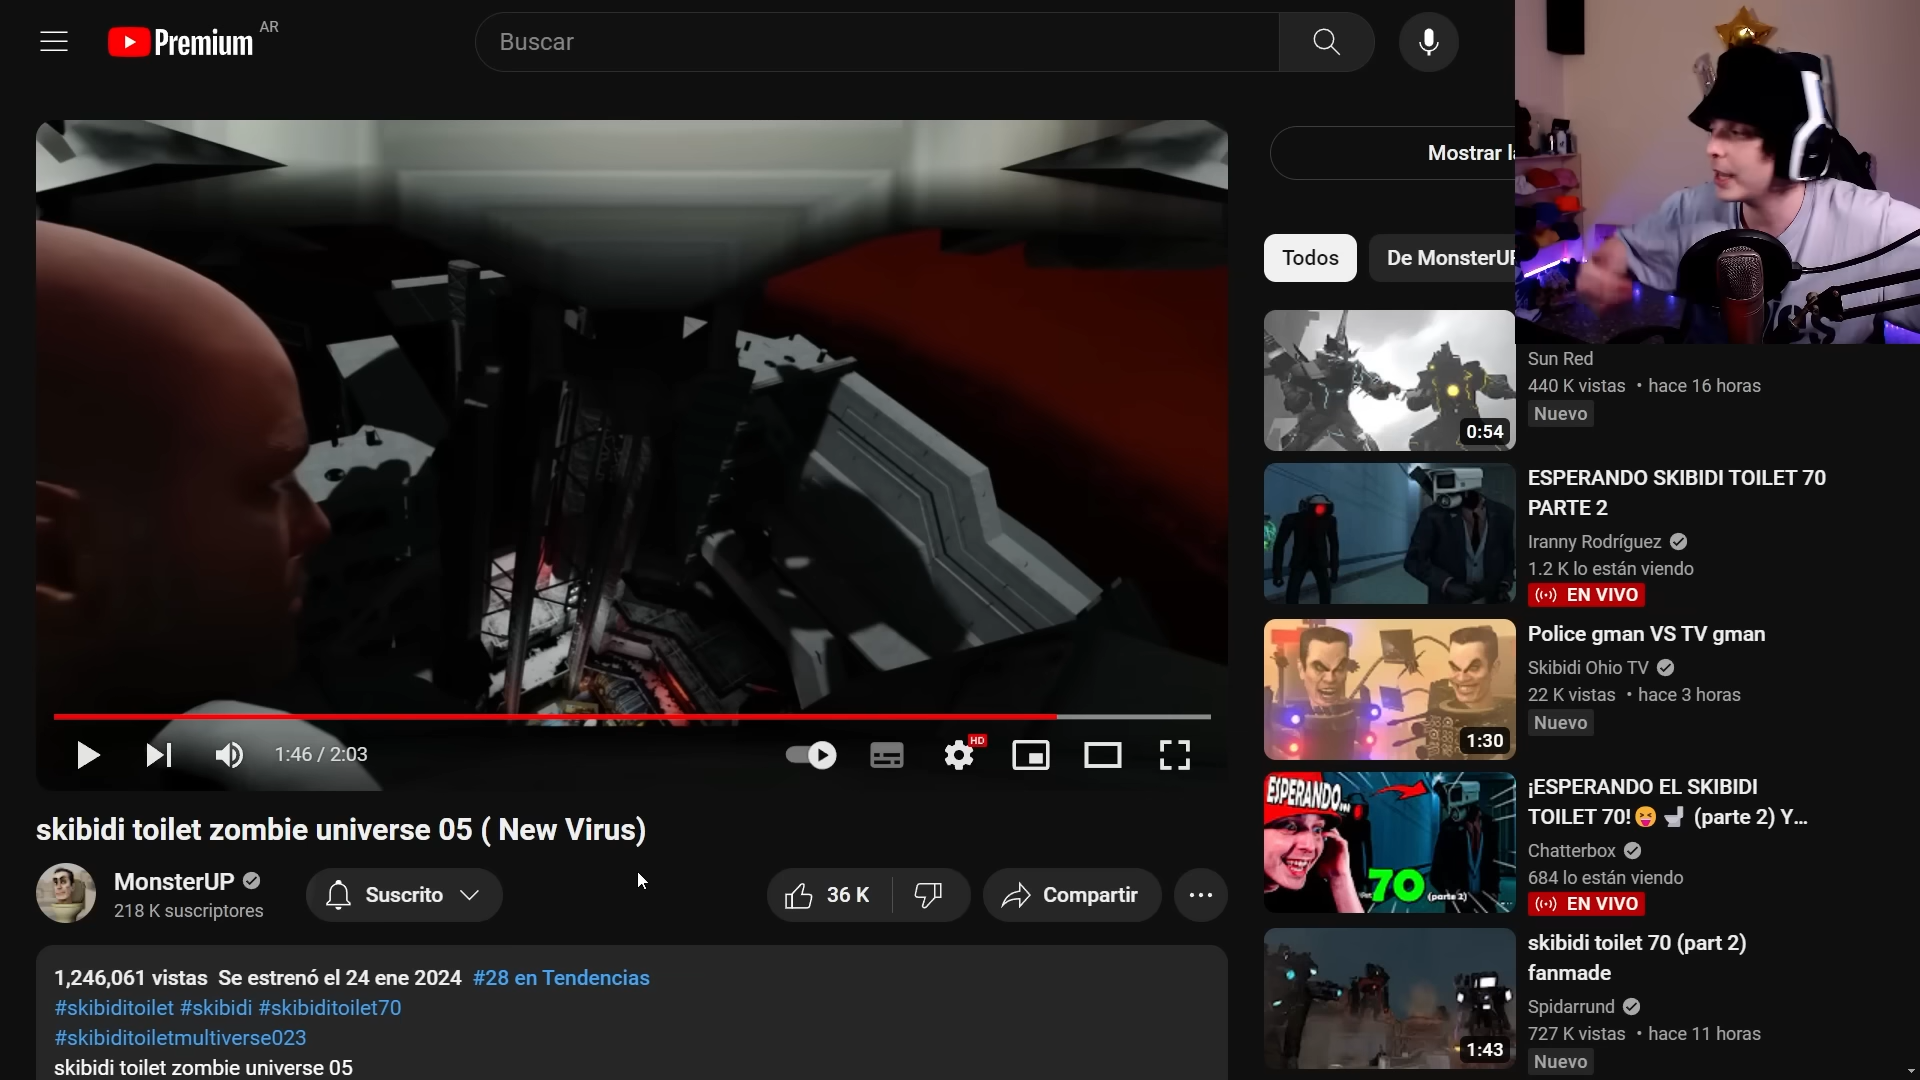 Premium
AR
Buscar
Mostrar la
Todos
De MonsterUP
0:54
Sun Red
440 K vistas • hace 16 horas
Nuevo
ESPERANDO SKIBIDI TOILET 70
PARTE 2
Iranny Rodríguez
1.2 K lo están viendo
EN VIVO
Police gman VS TV gman
Skibidi Ohio TV
22 K vistas • hace 3 horas
Nuevo
1:30
ESPERANDO...
70
(parte 2)
¡ESPERANDO EL SKIBIDI
TOILET 70!😝 🚽 (parte 2) Y...
Chatterbox
684 lo están viendo
EN VIVO
skibidi toilet 70 (part 2)
fanmade
Spidarrund
727 K vistas • hace 11 horas
Nuevo
1:43
1:46 / 2:03
HD
skibidi toilet zombie universe 05 ( New Virus)
MonsterUP
218 K suscriptores
Suscrito
36 K
Compartir
1,246,061 vistas Se estrenó el 24 ene 2024 #28 en Tendencias
#skibiditoilet #skibidi #skibiditoilet70
#skibiditoiletmultiverse023
skibidi toilet zombie universe 05